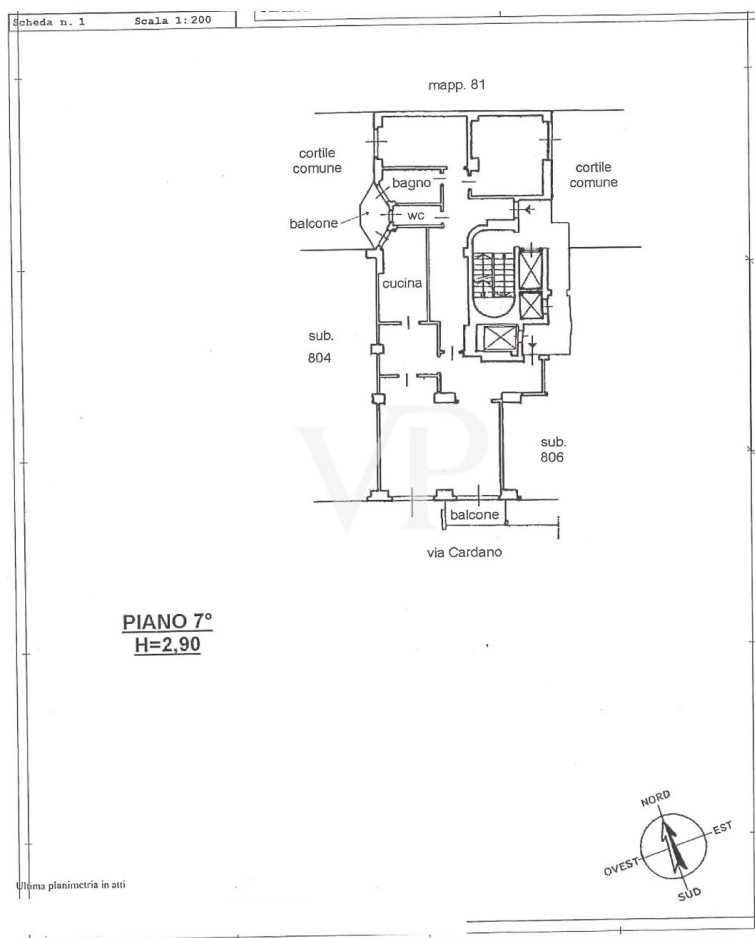 Scheda n. 1 Scala 1:200
mapp. 81
cortile
comune
cortile
comune
bagno
balcone
wc
cucina
sub.
804
sub.
806
VP
balcone
via Cardano
PIANO 7°
H=2,90
NORD
EST
OVEST
SUD
Ultima planimetria in atti